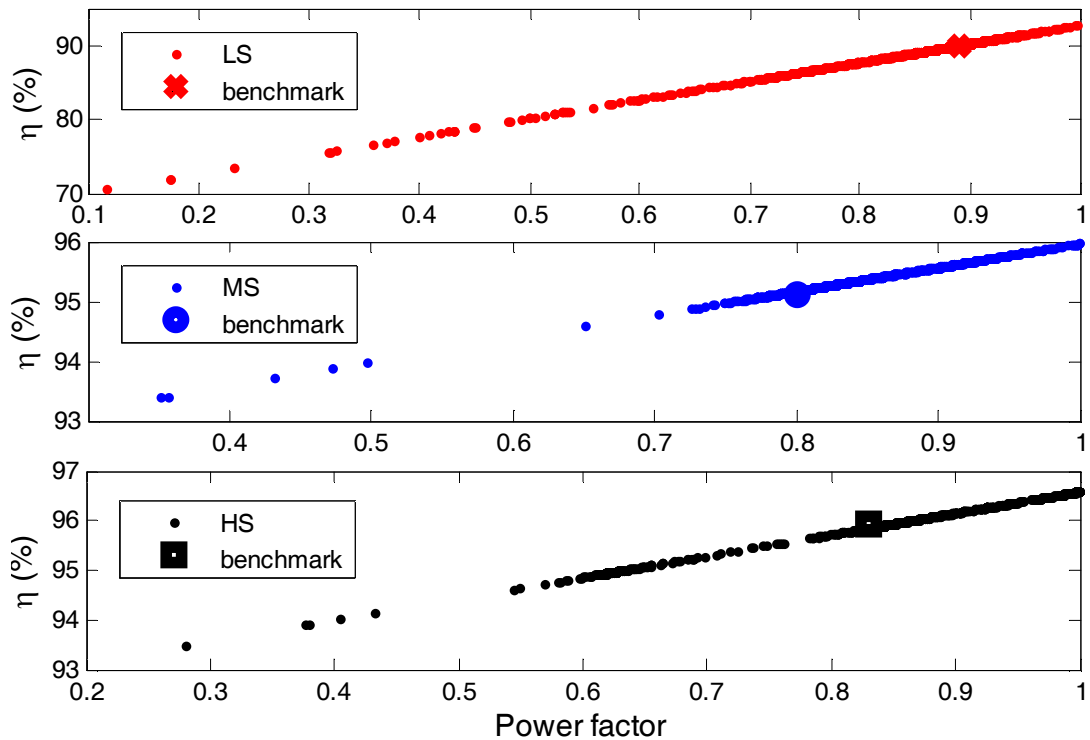 90
80
70
η (%)
LS
benchmark
0.1 0.2 0.3 0.4 0.5 0.6 0.7 0.8 0.9 1
96
95
94
93
η (%)
MS
benchmark
0.4 0.5 0.6 0.7 0.8 0.9 1
97
96
95
94
93
η (%)
HS
benchmark
0.2 0.3 0.4 0.5 0.6 0.7 0.8 0.9 1
Power factor